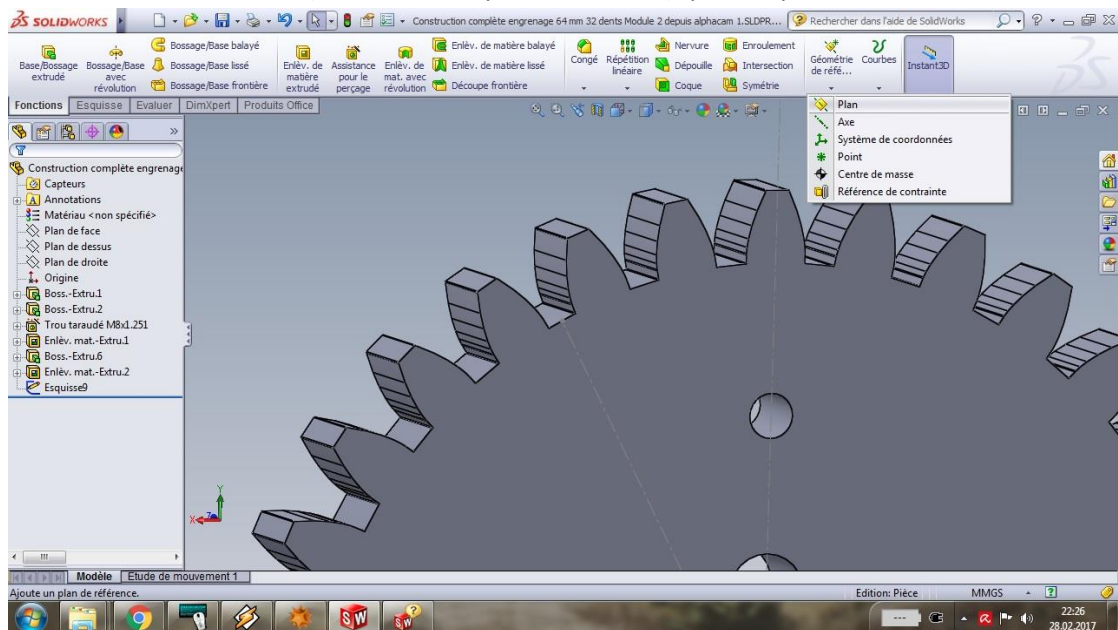 SOLIDWORKS
Construction complète engrenage 64 mm 32 dents Module 2 depuis alphacam 1.SLDPR...
Rechercher dans l'aide de SolidWorks
Base/Bossage extrudé
Bossage/Base avec révolution
Bossage/Base balayé
Bossage/Base lissé
Bossage/Base frontière
Enlèv. de matière extrudé
Assistance pour le perçage
Enlèv. de mat. avec révolution
Enlèv. de matière balayé
Enlèv. de matière lissé
Découpe frontière
Congé
Répétition linéaire
Nervure
Dépouille
Coque
Enroulement
Intersection
Symétrie
Géométrie de réfé...
Courbes
Instant3D
Fonctions Esquisse Evaluer DimXpert Produits Office
Plan
Axe
Système de coordonnées
Point
Centre de masse
Référence de contrainte
Construction complète engrenage
Capteurs
Annotations
Matériau <non spécifié>
Plan de face
Plan de dessus
Plan de droite
Origine
Boss.-Extru.1
Boss.-Extru.2
Trou taraudé M8x1.251
Enlèv. mat.-Extru.1
Boss.-Extru.6
Enlèv. mat.-Extru.2
Esquisse9
Y
X Z
Modèle Etude de mouvement 1
Ajoute un plan de référence.
Edition: Pièce MMGS
22:26
28.02.2017